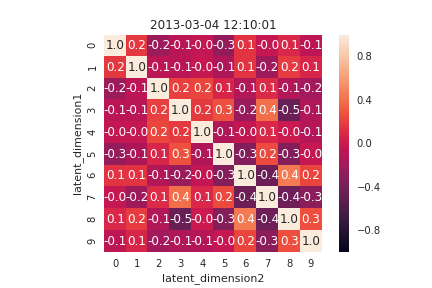 2013-03-04 12:10:01
latent_dimension1
0 1.0 0.2 -0.2 -0.1 -0.0 -0.3 0.1 -0.0 0.1 -0.1
1 0.2 1.0 -0.1 -0.1 -0.0 -0.1 0.1 -0.2 0.2 0.1
2 -0.2 -0.1 1.0 0.2 0.2 0.1 -0.1 0.1 -0.1 -0.2
3 -0.1 -0.1 0.2 1.0 0.2 0.3 -0.2 0.4 -0.5 -0.1
4 -0.0 -0.0 0.2 0.2 1.0 -0.1 -0.0 0.1 -0.0 -0.1
5 -0.3 -0.1 0.1 0.3 -0.1 1.0 -0.3 0.2 -0.3 -0.0
6 0.1 0.1 -0.1 -0.2 -0.0 -0.3 1.0 -0.4 0.4 0.2
7 -0.0 -0.2 0.1 0.4 0.1 0.2 -0.4 1.0 -0.4 -0.3
8 0.1 0.2 -0.1 -0.5 -0.0 -0.3 0.4 -0.4 1.0 0.3
9 -0.1 0.1 -0.2 -0.1 -0.1 -0.0 0.2 -0.3 0.3 1.0
0 1 2 3 4 5 6 7 8 9
latent_dimension2
0.8
0.4
0.0
−0.4
−0.8